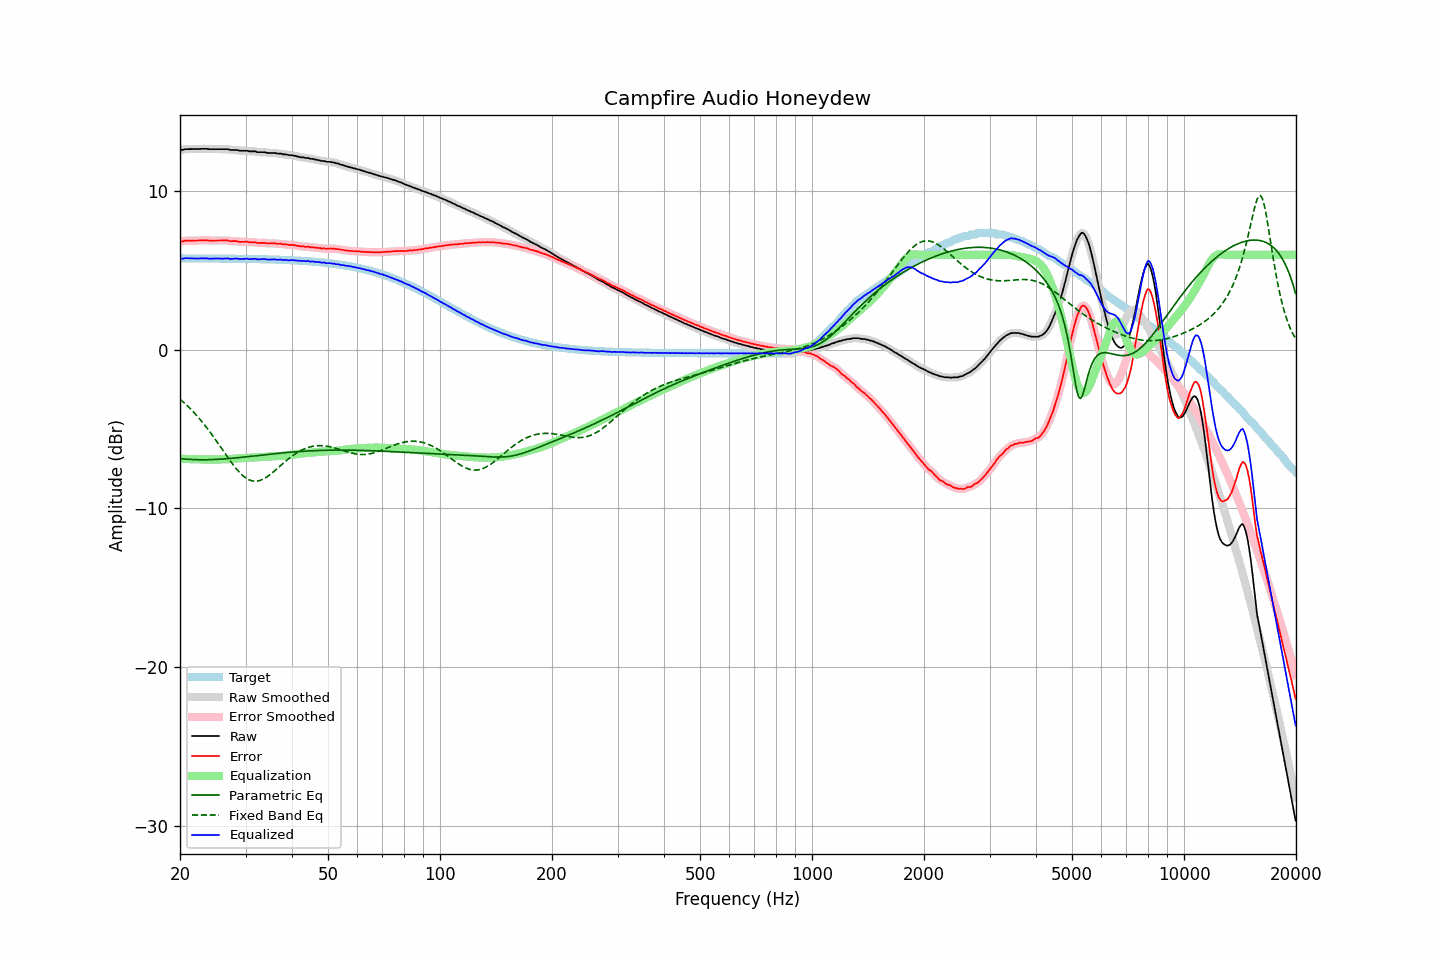 Campfire Audio Honeydew
Amplitude (dBr)
10
0
−10
−20
−30
Target
Raw Smoothed
Error Smoothed
Raw
Error
Equalization
Parametric Eq
Fixed Band Eq
Equalized
20
50
100
200
500
1000
2000
5000
10000
20000
Frequency (Hz)